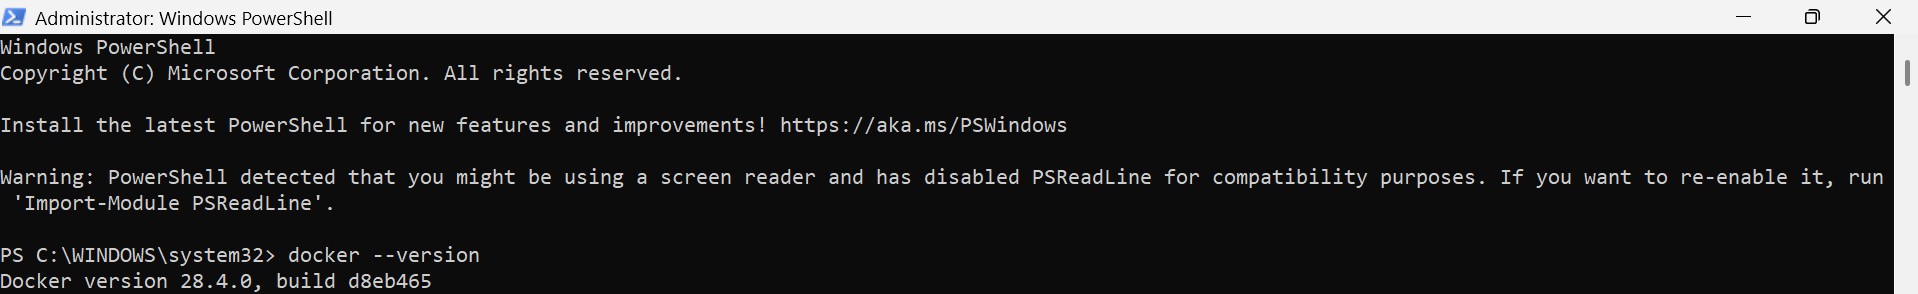 Administrator: Windows PowerShell
Windows PowerShell
Copyright (C) Microsoft Corporation. All rights reserved.
Install the latest PowerShell for new features and improvements! https://aka.ms/PSWindows
Warning: PowerShell detected that you might be using a screen reader and has disabled PSReadLine for compatibility purposes. If you want to re-enable it, run
 'Import-Module PSReadLine'.
PS C:\WINDOWS\system32> docker --version
Docker version 28.4.0, build d8eb465